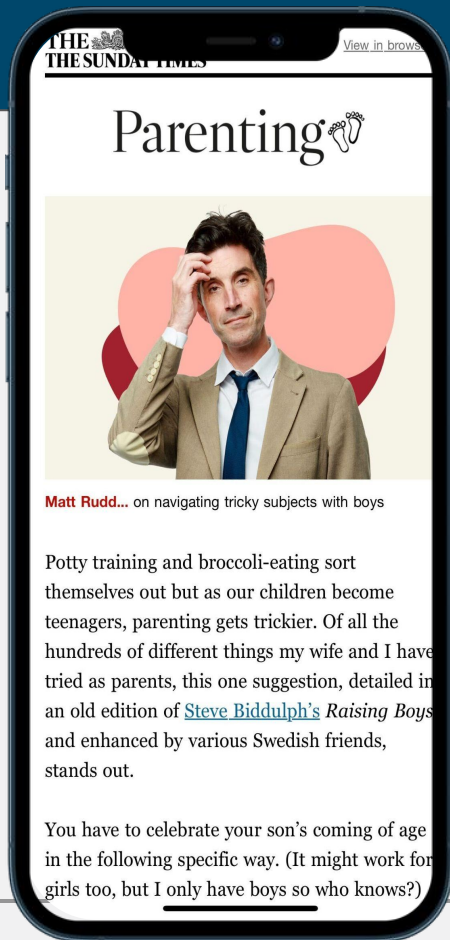 THE
THE SUNDAY TIMES
View in brows
Parenting
Matt Rudd... on navigating tricky subjects with boys
Potty training and broccoli-eating sort
themselves out but as our children become
teenagers, parenting gets trickier. Of all the
hundreds of different things my wife and I have
tried as parents, this one suggestion, detailed in
an old edition of Steve Biddulph's Raising Boys
and enhanced by various Swedish friends,
stands out.
You have to celebrate your son's coming of age
in the following specific way. (It might work for
girls too, but I only have boys so who knows?)